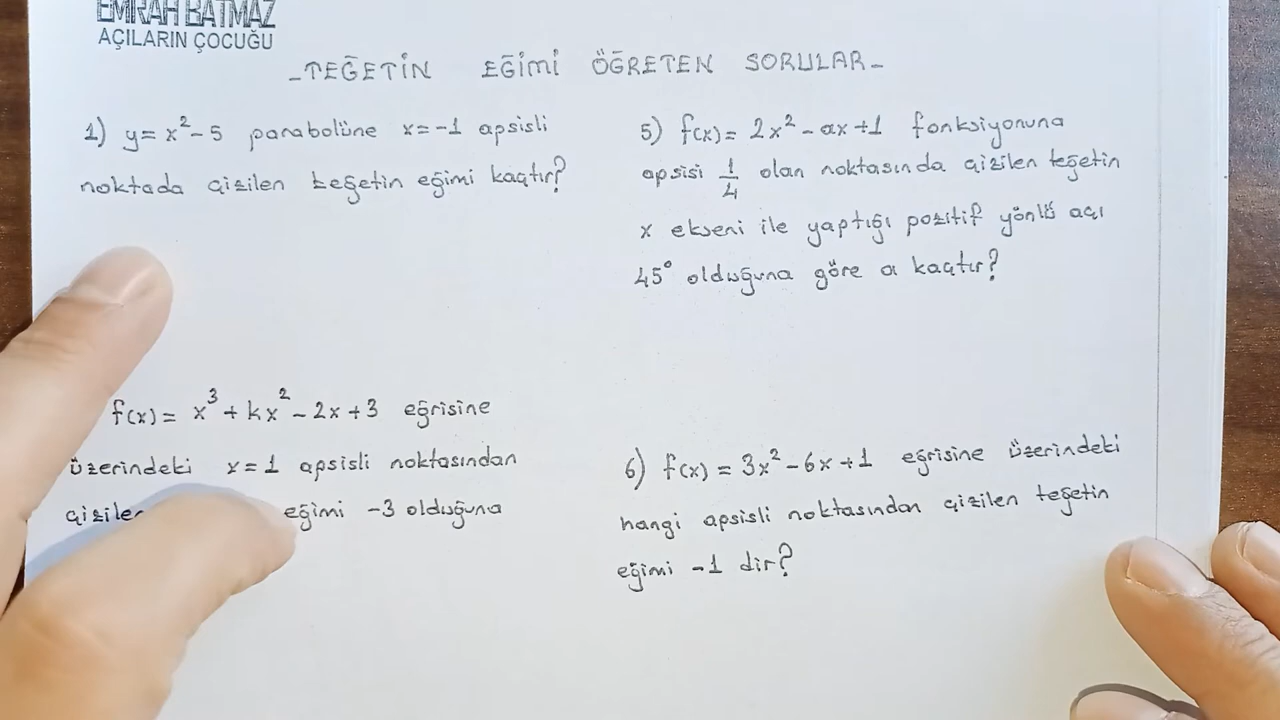 EMRAH BATMAZ
AÇILARIN ÇOCUĞU
-TEĞETİN EĞİMİ ÖĞRETEN SORULAR-
1) y = x² - 5 parabolüne x = -1 apsisli
noktada çizilen teğetin eğimi kaçtır?
f(x) = x³ + kx² - 2x + 3 eğrisine
üzerindeki x = 1 apsisli noktasından
çizilen eğimi -3 olduğuna
5) f(x) = 2x² - ax + 1 fonksiyonuna
apsisi 1/4 olan noktasında çizilen teğetin
x ekseni ile yaptığı pozitif yönlü açı
45° olduğuna göre a kaçtır?
6) f(x) = 3x² - 6x + 1 eğrisine üzerindeki
hangi apsisli noktasından çizilen teğetin
eğimi -1 dir?